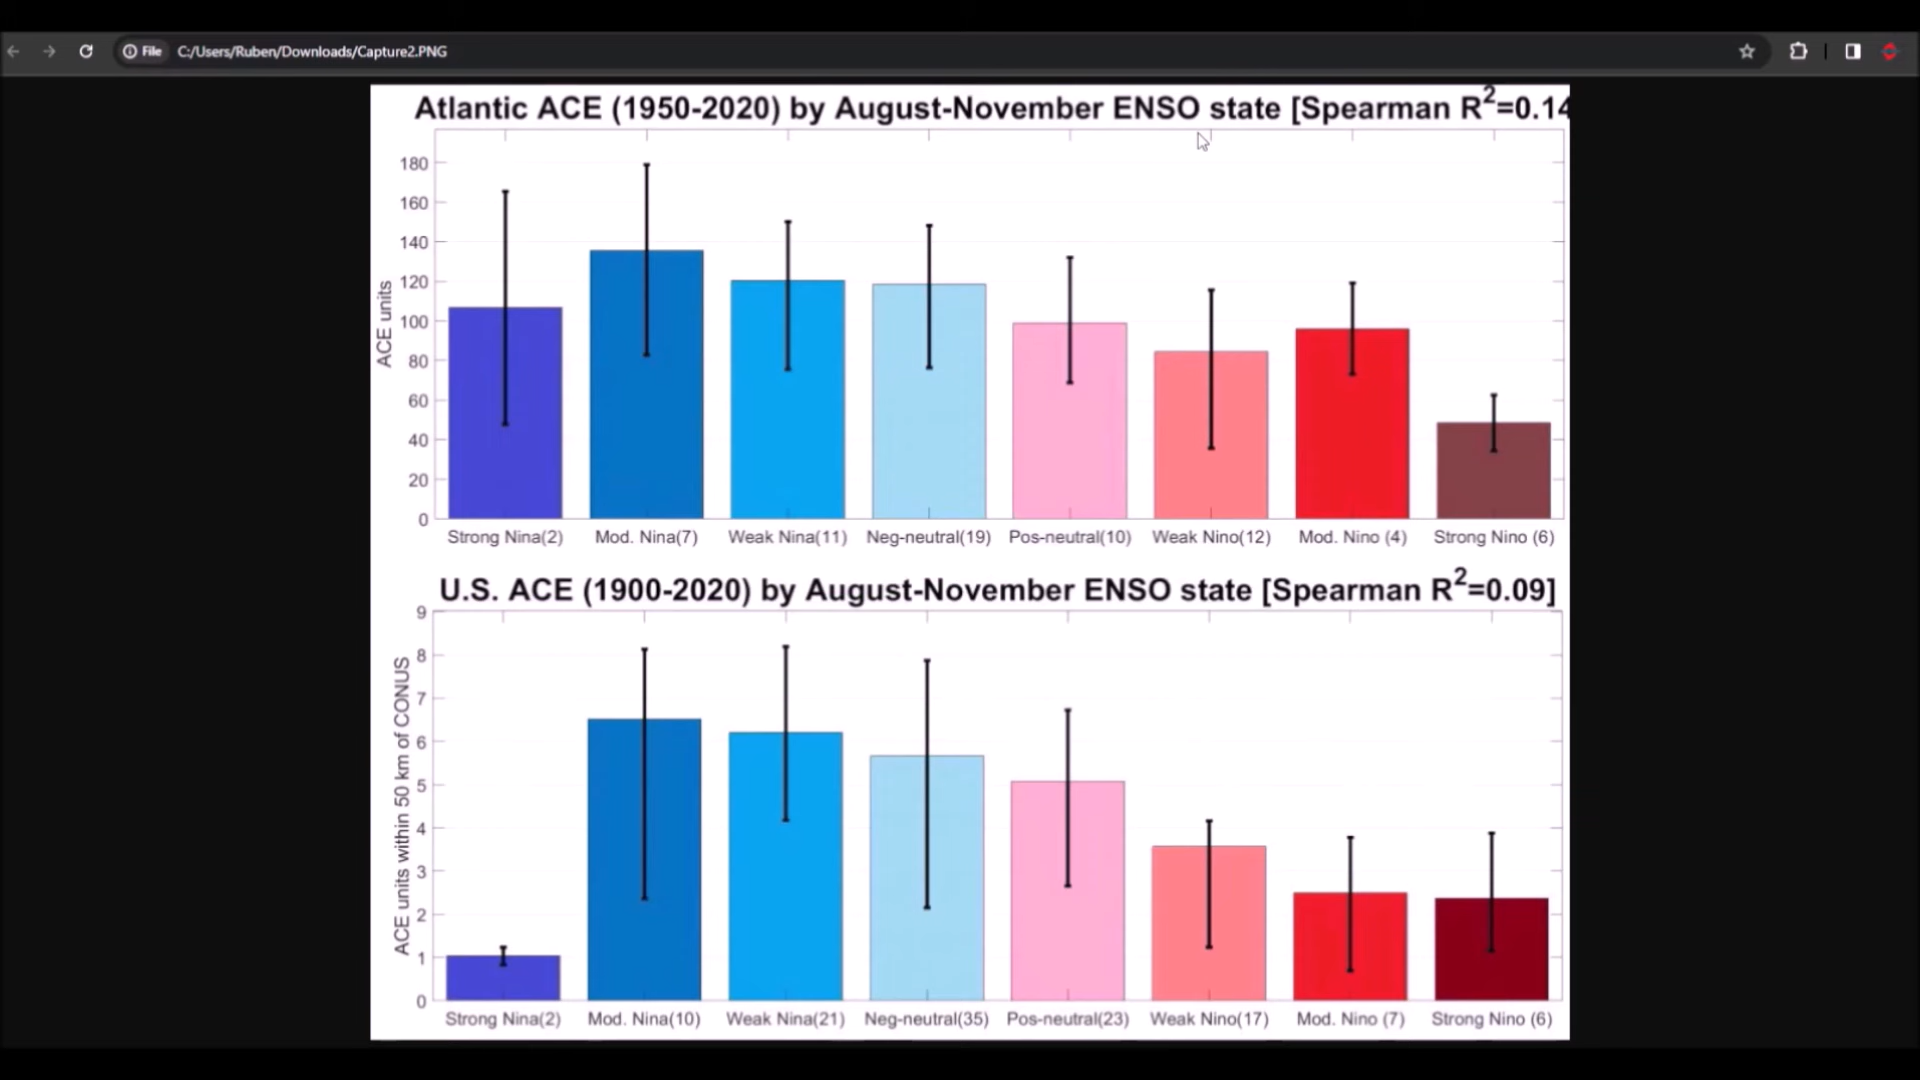 File C:/Users/Ruben/Downloads/Capture2.PNG
Atlantic ACE (1950-2020) by August-November ENSO state [Spearman R²=0.14
ACE units
180
160
140
120
100
80
60
40
20
0
Strong Nina(2) Mod. Nina(7) Weak Nina(11) Neg-neutral(19) Pos-neutral(10) Weak Nino(12) Mod. Nino (4) Strong Nino (6)
U.S. ACE (1900-2020) by August-November ENSO state [Spearman R²=0.09]
ACE units within 50 km of CONUS
9
8
7
6
5
4
3
2
1
0
Strong Nina(2) Mod. Nina(10) Weak Nina(21) Neg-neutral(35) Pos-neutral(23) Weak Nino(17) Mod. Nino (7) Strong Nino (6)